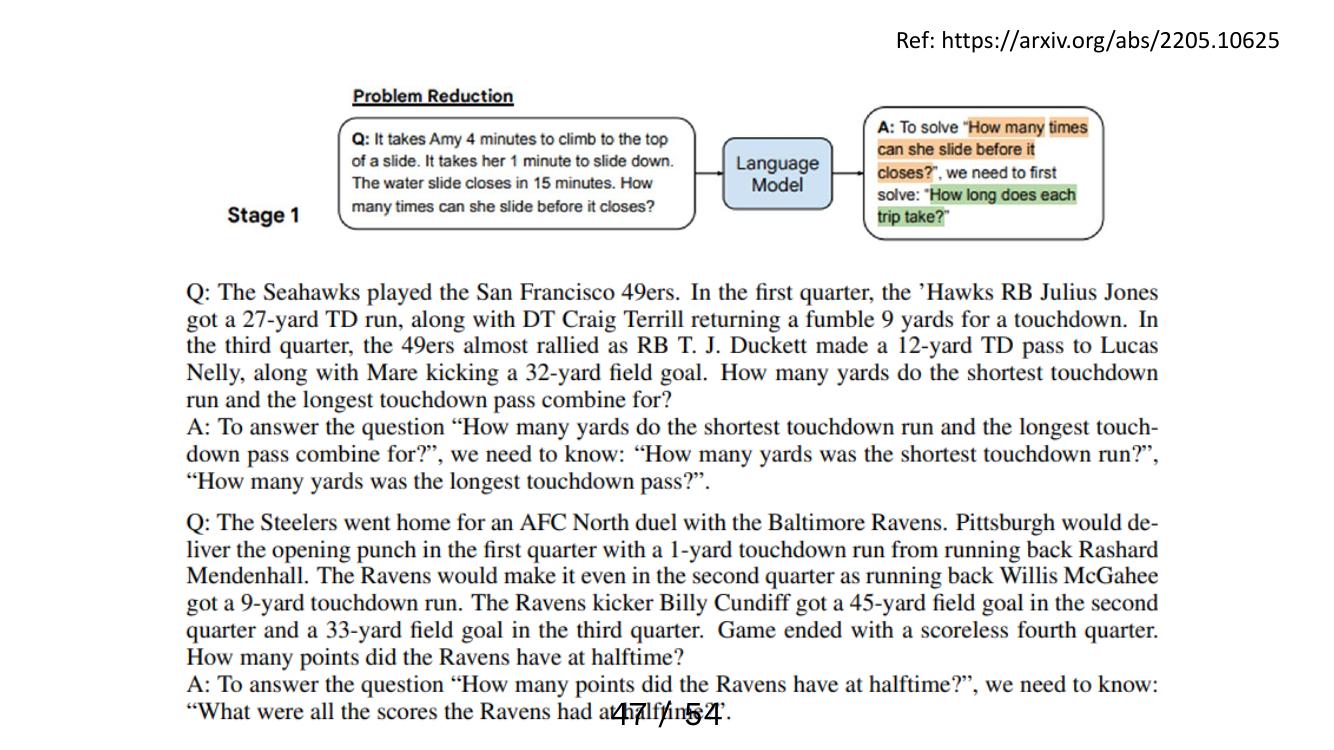 Ref: https://arxiv.org/abs/2205.10625
Problem Reduction
Q: It takes Amy 4 minutes to climb to the top
of a slide. It takes her 1 minute to slide down.
The water slide closes in 15 minutes. How
many times can she slide before it closes?
Language
Model
A: To solve “How many times
can she slide before it
closes?”, we need to first
solve: “How long does each
trip take?”
Stage 1
Q: The Seahawks played the San Francisco 49ers. In the first quarter, the ’Hawks RB Julius Jones
got a 27-yard TD run, along with DT Craig Terrill returning a fumble 9 yards for a touchdown. In
the third quarter, the 49ers almost rallied as RB T. J. Duckett made a 12-yard TD pass to Lucas
Nelly, along with Mare kicking a 32-yard field goal. How many yards do the shortest touchdown
run and the longest touchdown pass combine for?
A: To answer the question “How many yards do the shortest touchdown run and the longest touch-
down pass combine for?”, we need to know: “How many yards was the shortest touchdown run?”,
“How many yards was the longest touchdown pass?”.
Q: The Steelers went home for an AFC North duel with the Baltimore Ravens. Pittsburgh would de-
liver the opening punch in the first quarter with a 1-yard touchdown run from running back Rashard
Mendenhall. The Ravens would make it even in the second quarter as running back Willis McGahee
got a 9-yard touchdown run. The Ravens kicker Billy Cundiff got a 45-yard field goal in the second
quarter and a 33-yard field goal in the third quarter. Game ended with a scoreless fourth quarter.
How many points did the Ravens have at halftime?
A: To answer the question “How many points did the Ravens have at halftime?”, we need to know:
“What were all the scores the Ravens had at halftime?”.
47 / 54